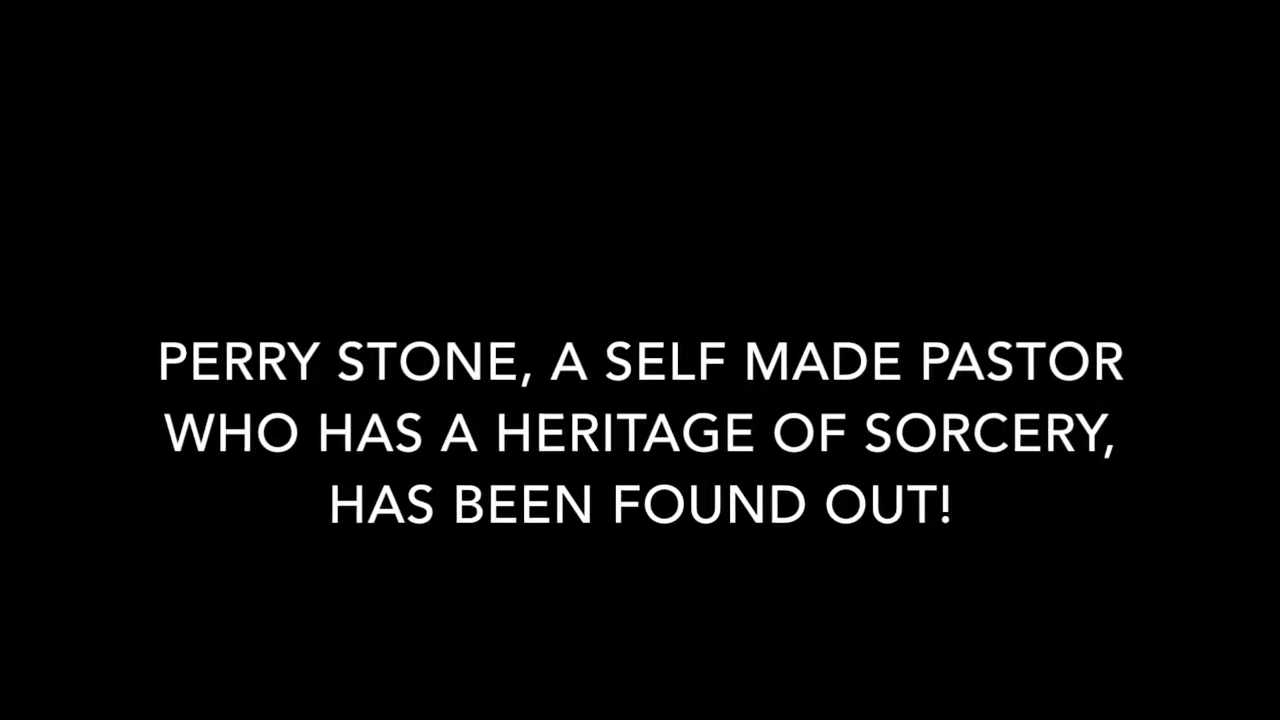 PERRY STONE, A SELF MADE PASTOR
WHO HAS A HERITAGE OF SORCERY,
HAS BEEN FOUND OUT!